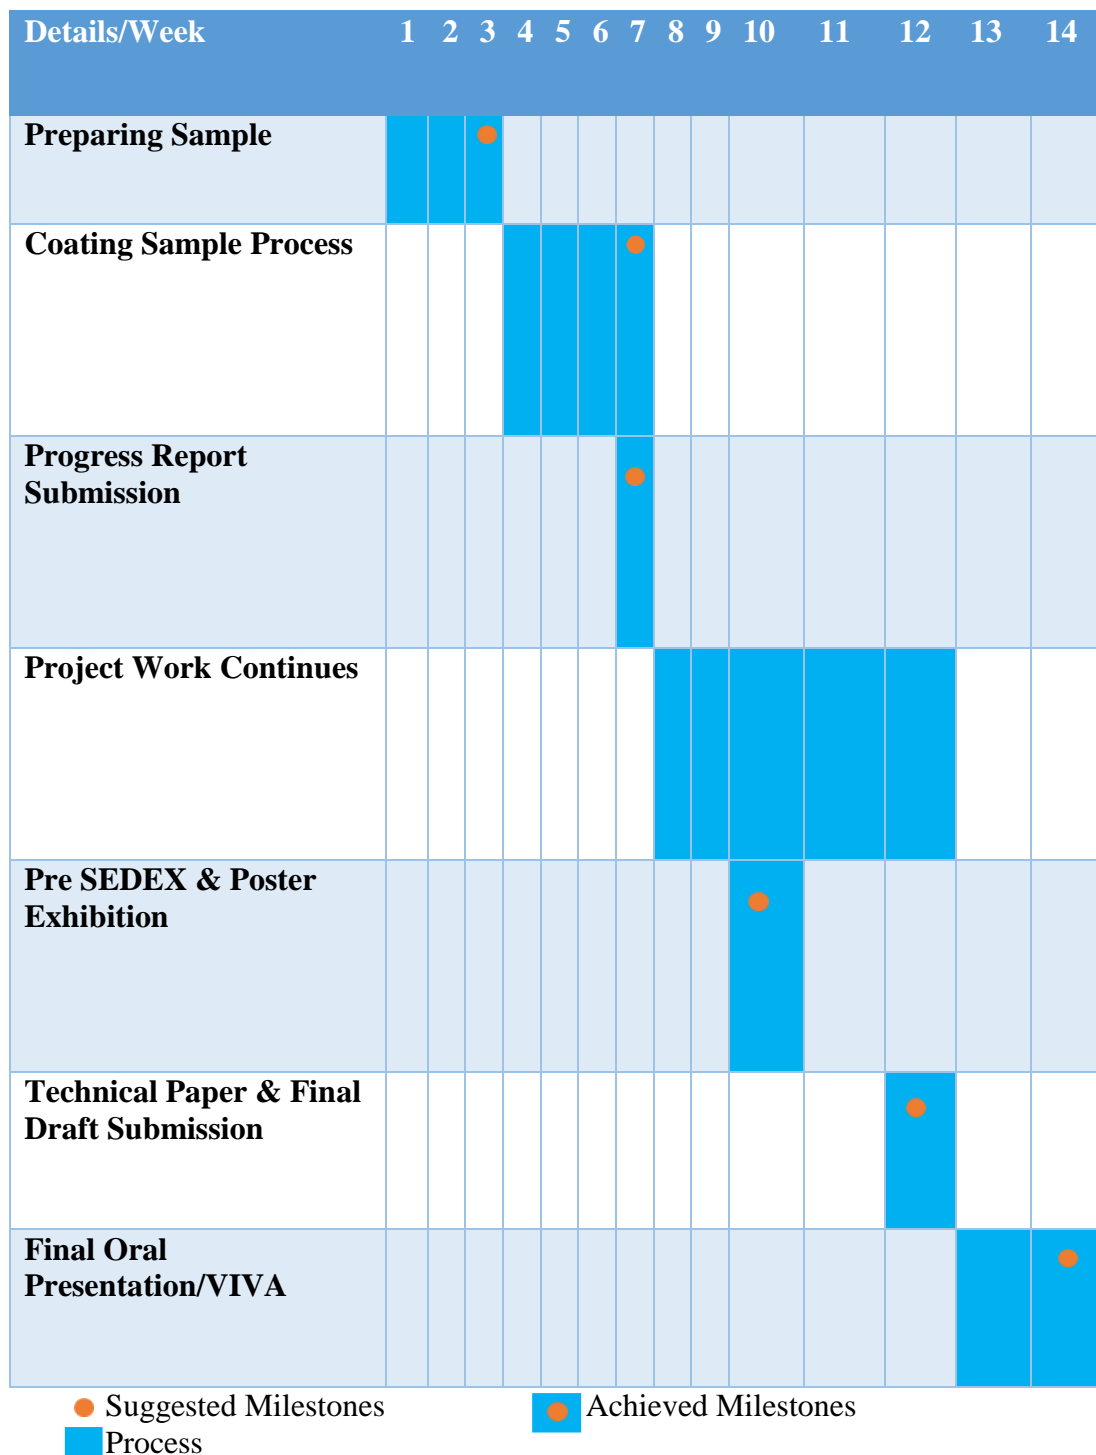 Details/Week 1 2 3 4 5 6 7 8 9 10 11 12 13 14
Preparing Sample
Coating Sample Process
Progress Report
Submission
Project Work Continues
Pre SEDEX & Poster
Exhibition
Technical Paper & Final
Draft Submission
Final Oral
Presentation/VIVA
Suggested Milestones Achieved Milestones
Process